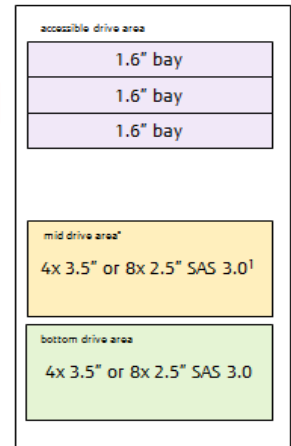 accessible drive area
1.6” bay
1.6” bay
1.6” bay
mid drive area*
4x 3.5” or 8x 2.5” SAS 3.0¹
bottom drive area
4x 3.5” or 8x 2.5” SAS 3.0